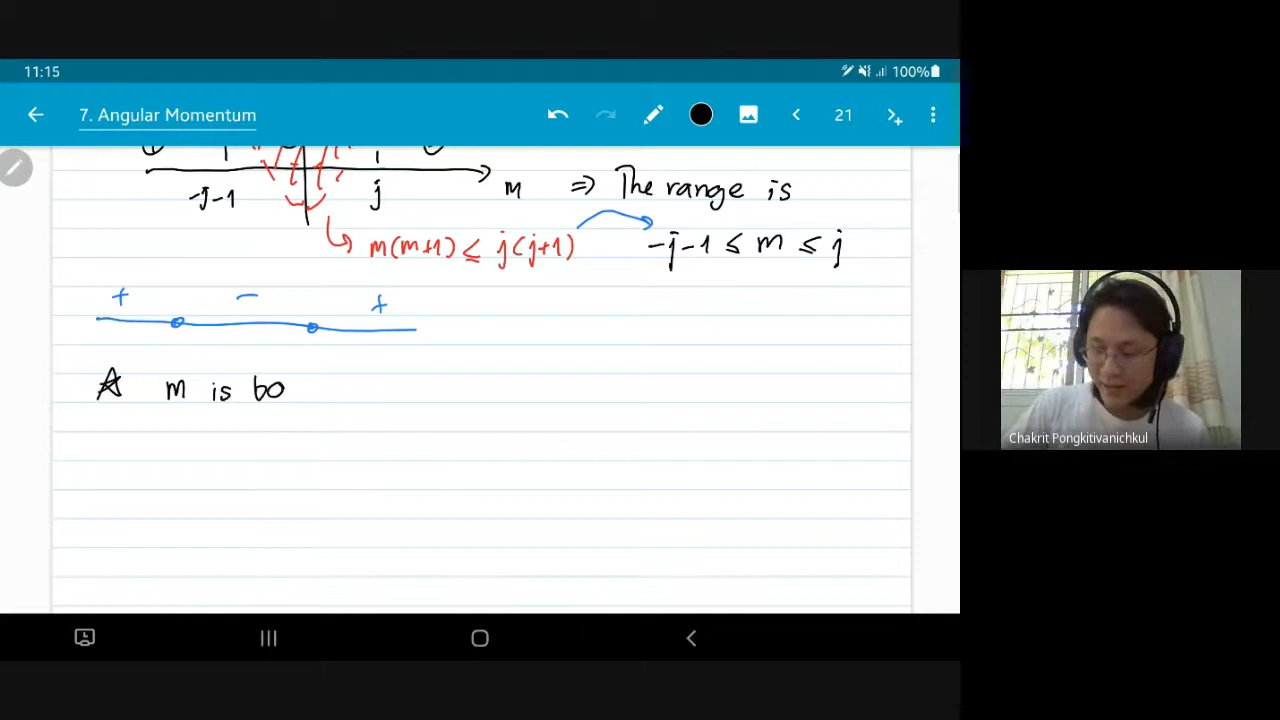 11:15
100%
7. Angular Momentum
21
-j-1
j
m ⇒ The range is
m(m+1) ≤ j(j+1)
-j-1 ≤ m ≤ j
+ − +
☆ m is bo
Chakrit Pongkitivanichkul